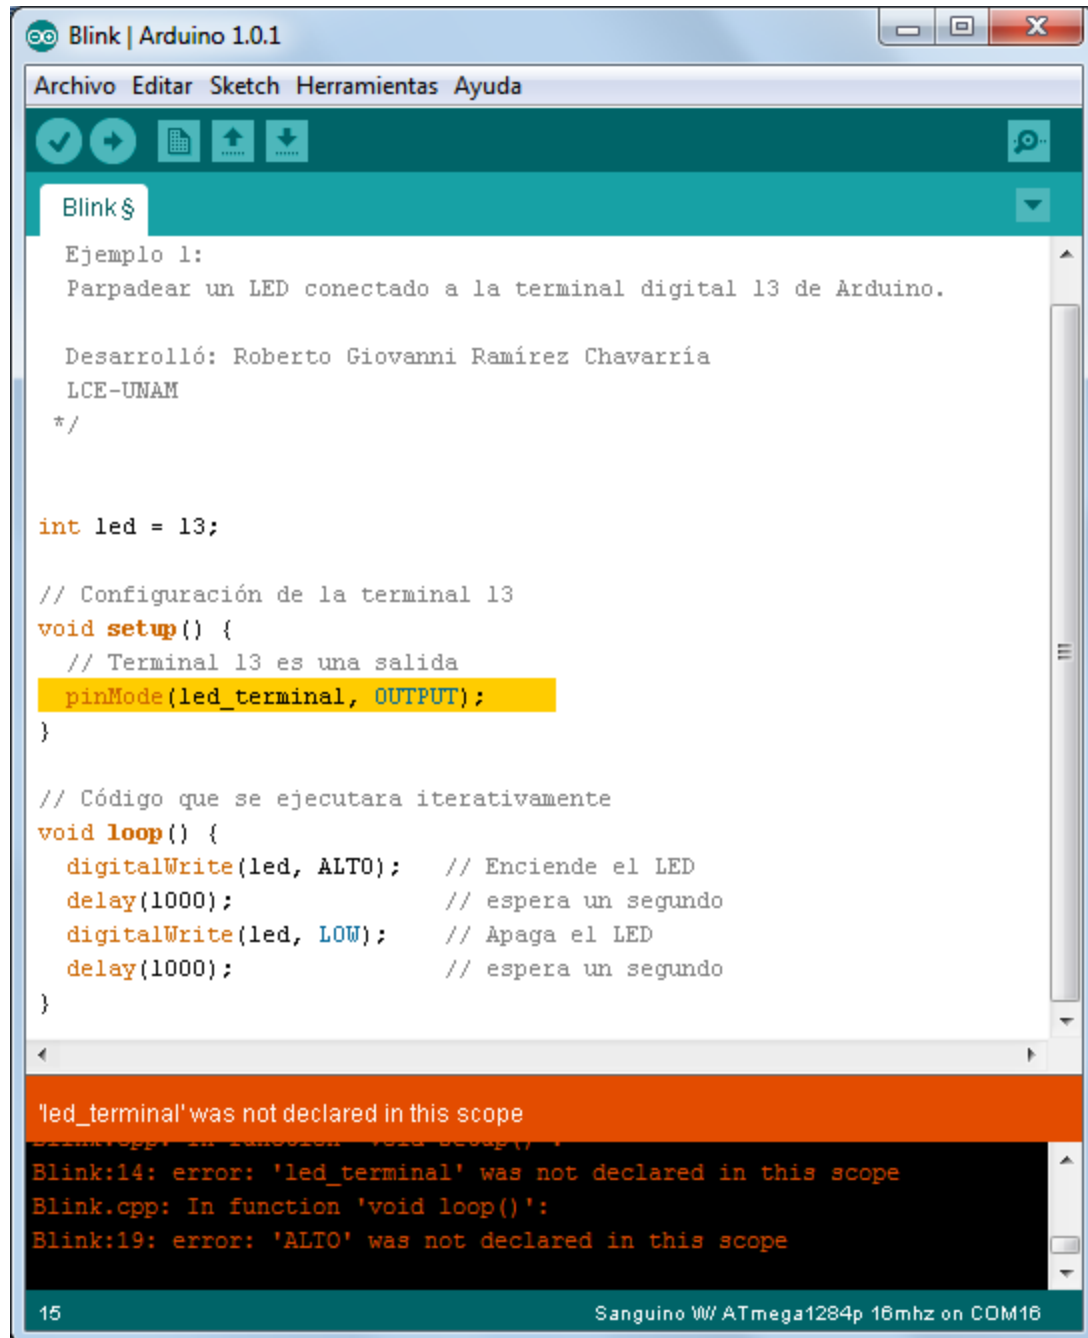 Blink | Arduino 1.0.1
Archivo Editar Sketch Herramientas Ayuda
Blink §
Ejemplo 1:
Parpadear un LED conectado a la terminal digital 13 de Arduino.
Desarrolló: Roberto Giovanni Ramírez Chavarría
LCE-UNAM
*/
int led = 13;
// Configuración de la terminal 13
void setup() {
// Terminal 13 es una salida
pinMode(led_terminal, OUTPUT);
}
// Código que se ejecutara iterativamente
void loop() {
digitalWrite(led, ALTO); // Enciende el LED
delay(1000); // espera un segundo
digitalWrite(led, LOW); // Apaga el LED
delay(1000); // espera un segundo
}
'led_terminal' was not declared in this scope
Blink.cpp: In function 'void setup()':
Blink:14: error: 'led_terminal' was not declared in this scope
Blink.cpp: In function 'void loop()':
Blink:19: error: 'ALTO' was not declared in this scope
15 Sanguino W/ ATmega1284p 16mhz on COM16